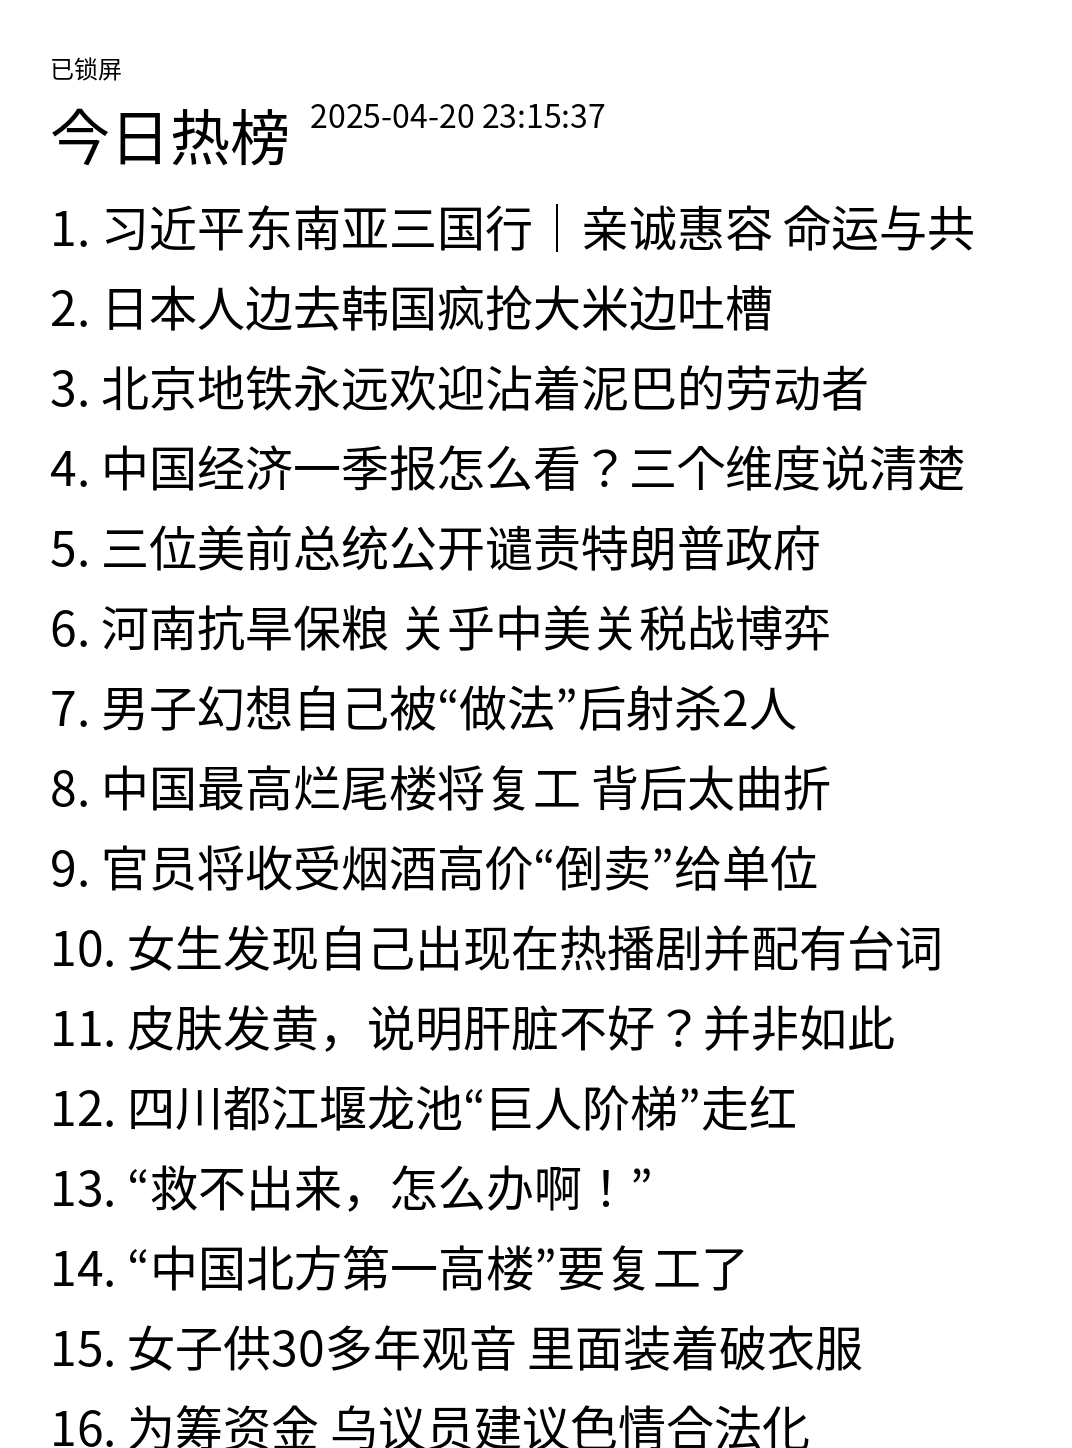 已锁屏
今日热榜 2025-04-20 23:15:37
1. 习近平东南亚三国行｜亲诚惠容 命运与共
2. 日本人边去韩国疯抢大米边吐槽
3. 北京地铁永远欢迎沾着泥巴的劳动者
4. 中国经济一季报怎么看？三个维度说清楚
5. 三位美前总统公开谴责特朗普政府
6. 河南抗旱保粮 关乎中美关税战博弈
7. 男子幻想自己被“做法”后射杀2人
8. 中国最高烂尾楼将复工 背后太曲折
9. 官员将收受烟酒高价“倒卖”给单位
10. 女生发现自己出现在热播剧并配有台词
11. 皮肤发黄，说明肝脏不好？并非如此
12. 四川都江堰龙池“巨人阶梯”走红
13. “救不出来，怎么办啊！”
14. “中国北方第一高楼”要复工了
15. 女子供30多年观音 里面装着破衣服
16. 为筹资金 乌议员建议色情合法化